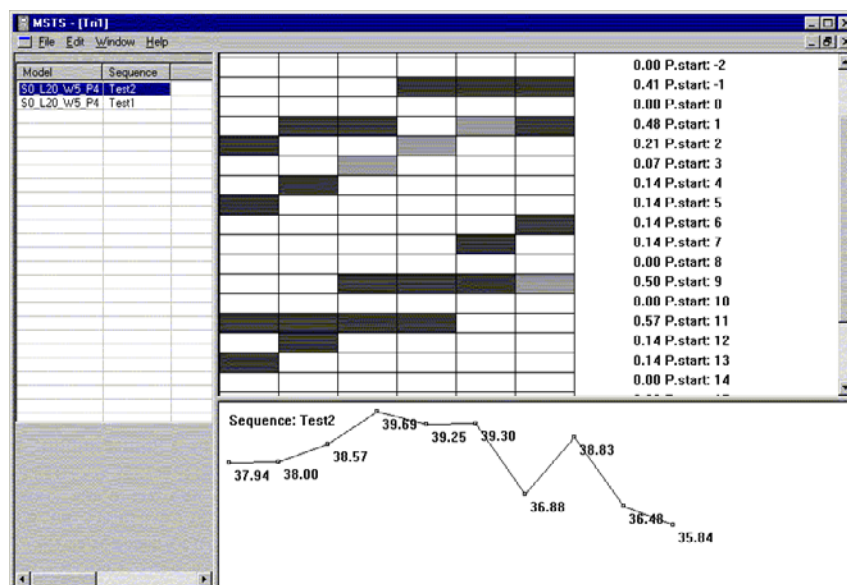 MSTS - [Tri1]
File Edit Window Help
Model Sequence
S0_L20_W5_P4 Test2
S0_L20_W5_P4 Test1
0.00 P.start: -2
0.41 P.start: -1
0.00 P.start: 0
0.48 P.start: 1
0.21 P.start: 2
0.07 P.start: 3
0.14 P.start: 4
0.14 P.start: 5
0.14 P.start: 6
0.14 P.start: 7
0.00 P.start: 8
0.50 P.start: 9
0.00 P.start: 10
0.57 P.start: 11
0.14 P.start: 12
0.14 P.start: 13
0.00 P.start: 14
Sequence: Test2
37.94
38.00
38.57
39.69
39.25
39.30
36.88
38.83
36.48
35.84